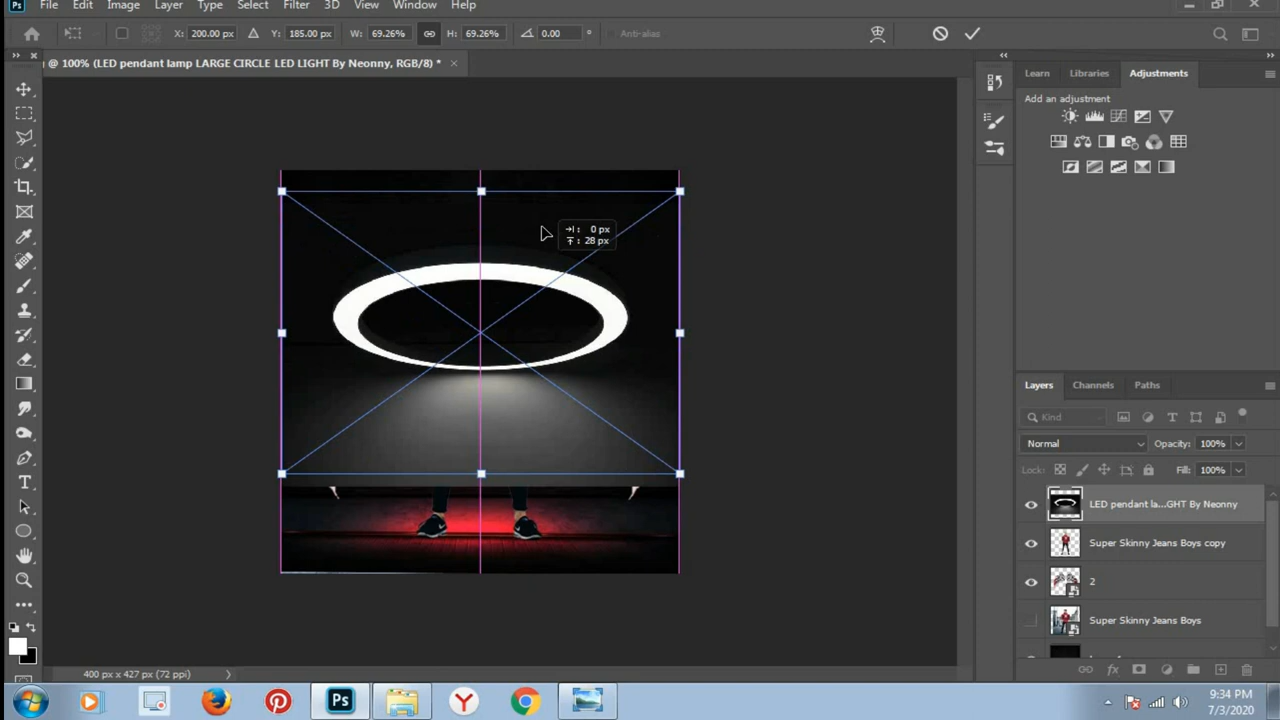 Ps File Edit Image Layer Type Select Filter 3D View Window Help
X: 200.00 px Y: 185.00 px W: 69.26% H: 69.26% 0.00 ° Anti-alias
@ 100% (LED pendant lamp LARGE CIRCLE LED LIGHT By Neonny, RGB/8) *
Learn Libraries Adjustments
Add an adjustment
: 0 px
: 28 px
Layers Channels Paths
Kind
Normal Opacity: 100%
Lock: Fill: 100%
LED pendant la...GHT By Neonny
Super Skinny Jeans Boys copy
2
Super Skinny Jeans Boys
400 px x 427 px (72 ppi)
Ps
9:34 PM
7/3/2020